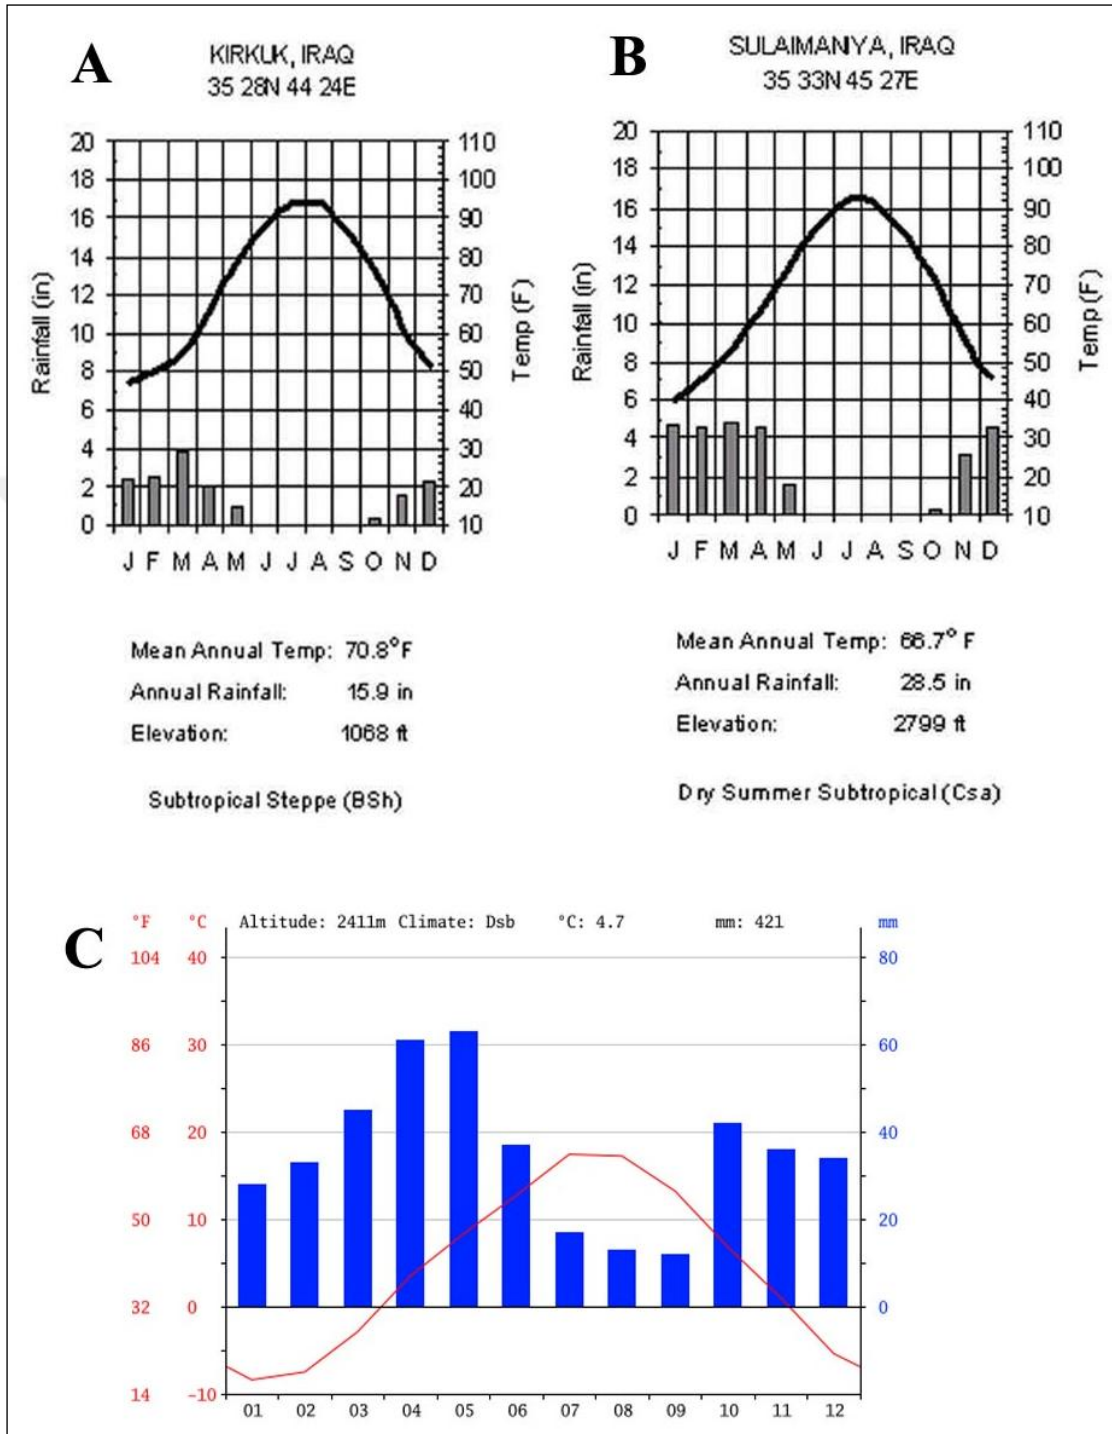 A
KIRKUK, IRAQ
35 28N 44 24E
20
18
16
14
12
10
8
6
4
2
0
Rainfall (in)
110
100
90
80
70
60
50
40
30
20
10
Temp (F)
J F M A M J J A S O N D
Mean Annual Temp: 70.8°F
Annual Rainfall: 15.9 in
Elevation: 1068 ft
Subtropical Steppe (BSh)
B
SULAIMANIYA, IRAQ
35 33N 45 27E
20
18
16
14
12
10
8
6
4
2
0
Rainfall (in)
110
100
90
80
70
60
50
40
30
20
10
Temp (F)
J F M A M J J A S O N D
Mean Annual Temp: 66.7° F
Annual Rainfall: 28.5 in
Elevation: 2799 ft
Dry Summer Subtropical (Csa)
C
°F °C Altitude: 2411m Climate: Dsb °C: 4.7 mm: 421 mm
104 40 80
86 30 60
68 20 40
50 10 20
32 0 0
14 -10
01 02 03 04 05 06 07 08 09 10 11 12